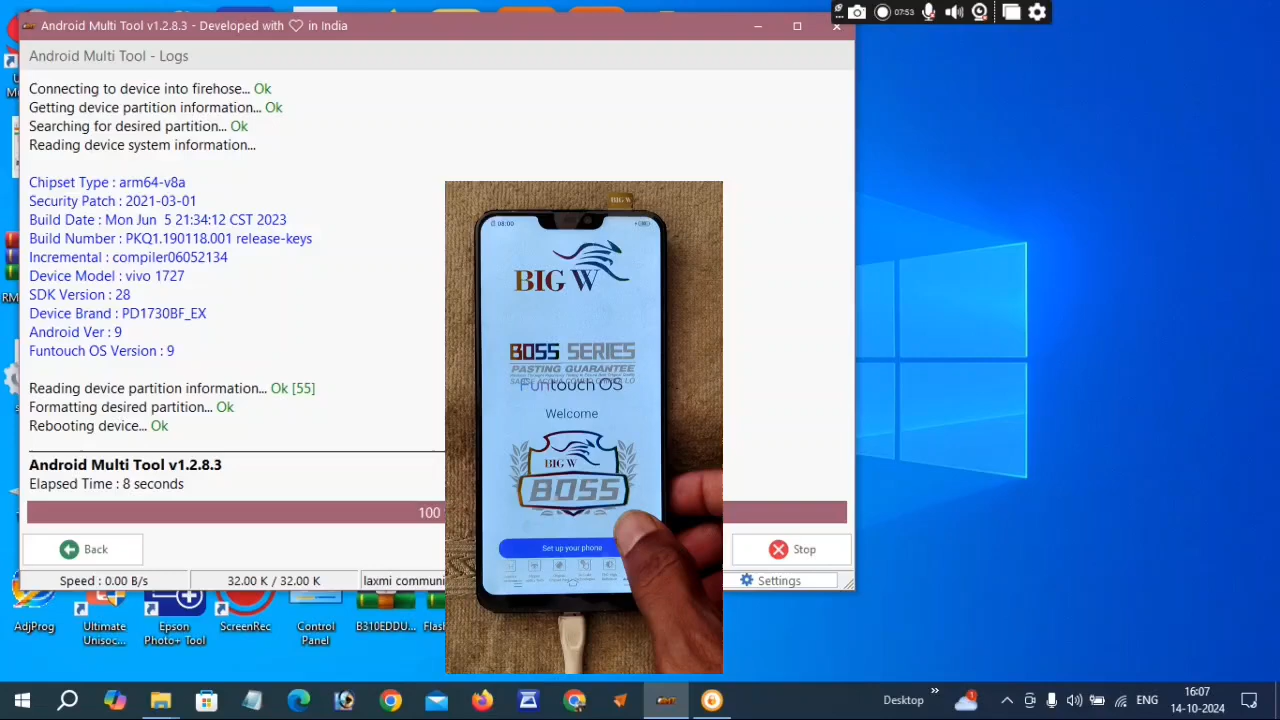 Android Multi Tool v1.2.8.3 - Developed with ♡ in India
07:53
Android Multi Tool - Logs
Connecting to device into firehose... Ok
Getting device partition information... Ok
Searching for desired partition... Ok
Reading device system information...
Chipset Type : arm64-v8a
Security Patch : 2021-03-01
Build Date : Mon Jun 5 21:34:12 CST 2023
Build Number : PKQ1.190118.001 release-keys
Incremental : compiler06052134
Device Model : vivo 1727
SDK Version : 28
Device Brand : PD1730BF_EX
Android Ver : 9
Funtouch OS Version : 9
Reading device partition information... Ok [55]
Formatting desired partition... Ok
Rebooting device... Ok
Android Multi Tool v1.2.8.3
Elapsed Time : 8 seconds
100
Back
Stop
Speed : 0.00 B/s
32.00 K / 32.00 K
laxmi communi
Settings
BIG W
08:00
BIG W
BOSS SERIES
PASTING GUARANTEE
Funtouch OS
Welcome
BIG W
BOSS
Set up your phone
AdjProg
Ultimate
Unisoc...
Epson
Photo+ Tool
ScreenRec
Control
Panel
B310EDDU...
Flash
Desktop
»
ENG
16:07
14-10-2024